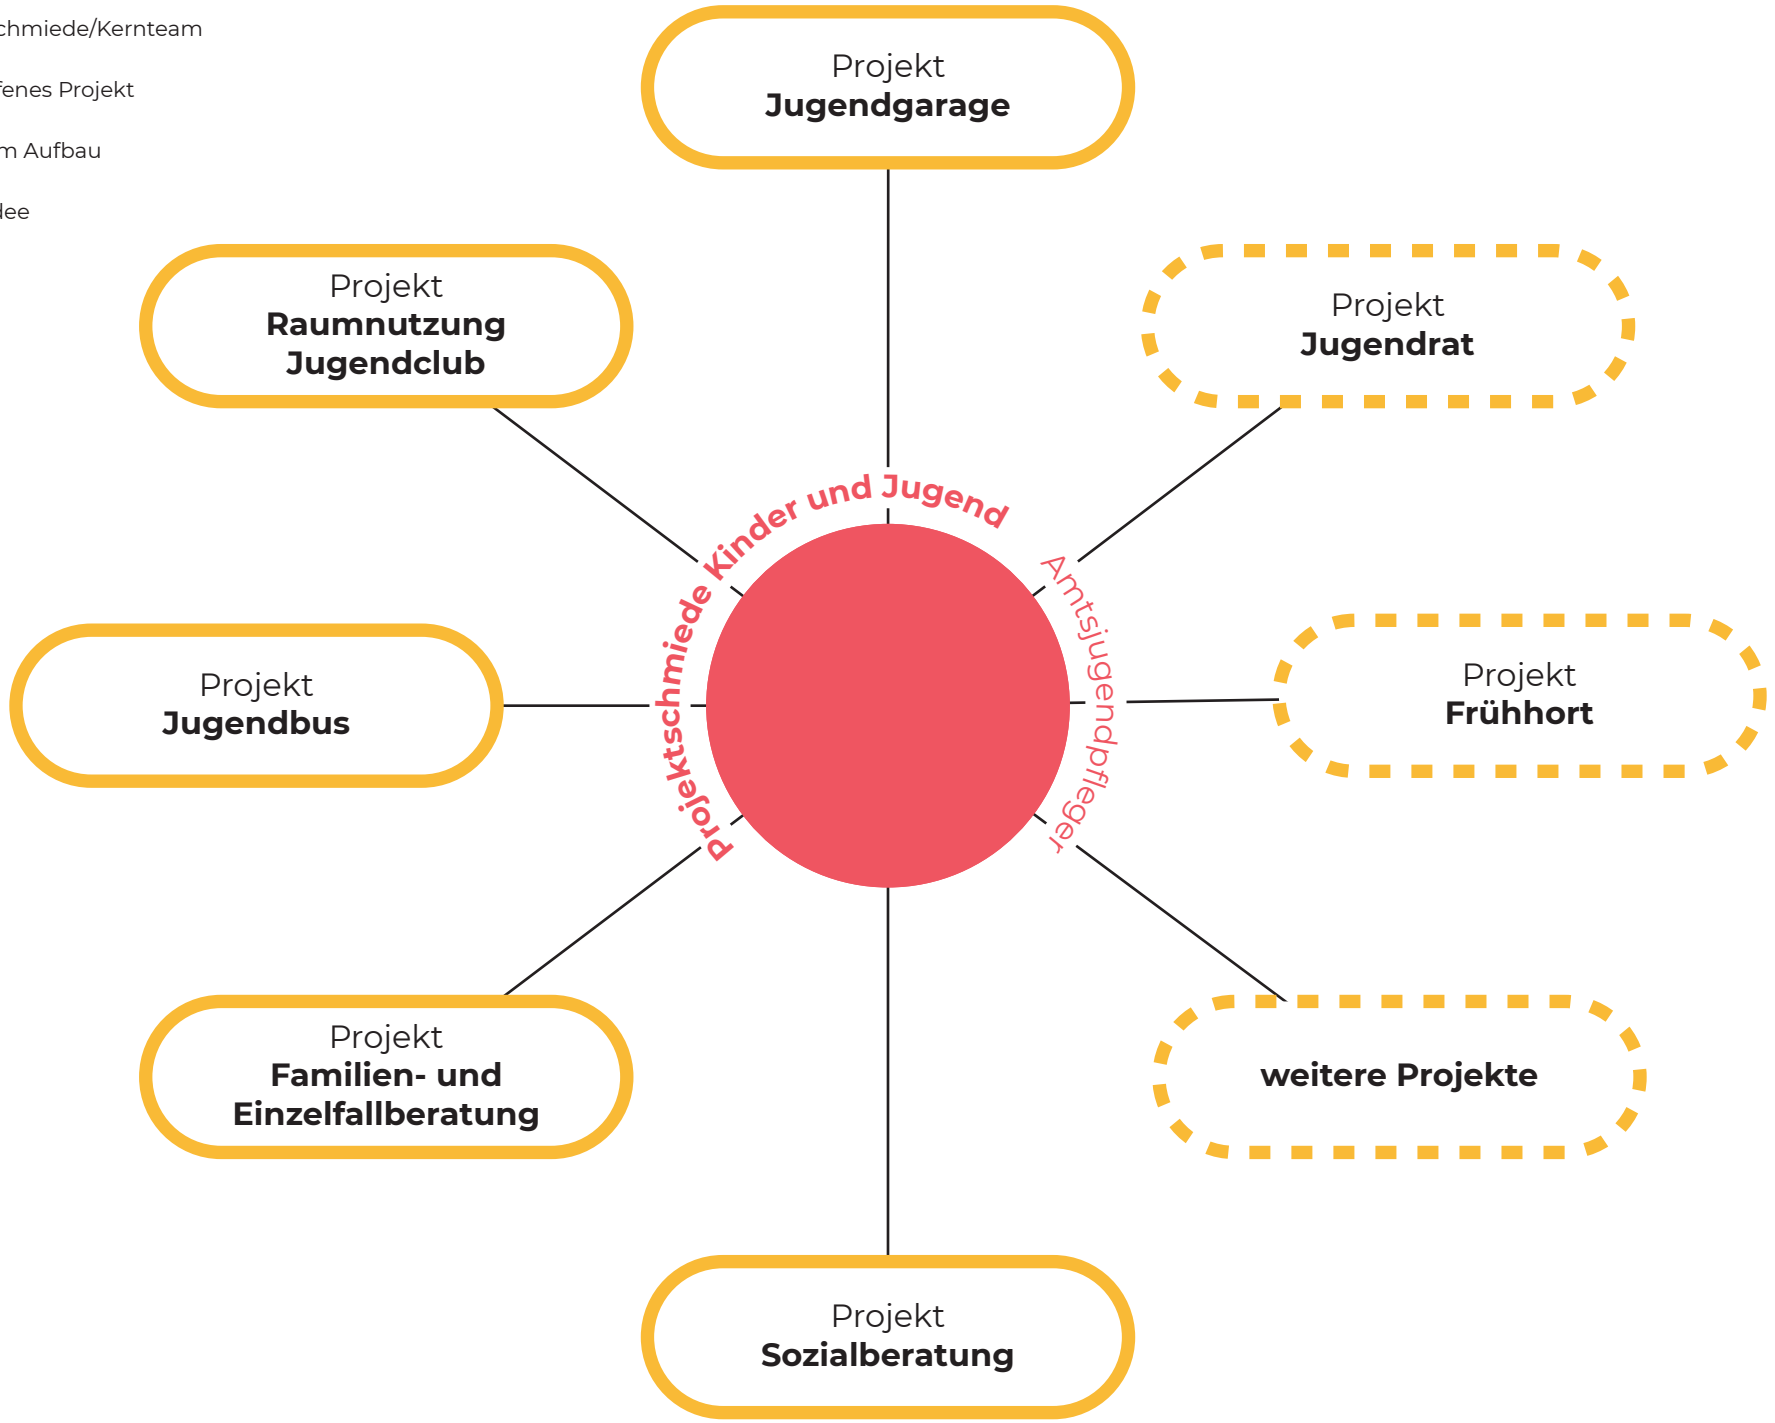 chmiede/Kernteam
fenes Projekt
m Aufbau
dee
Projekt
Jugendgarage
Projekt
Raumnutzung
Jugendclub
Projekt
Jugendrat
Projektschmiede Kinder und Jugend
Amtsjugendpfleger
Projekt
Jugendbus
Projekt
Frühhort
Projekt
Familien- und
Einzelfallberatung
weitere Projekte
Projekt
Sozialberatung